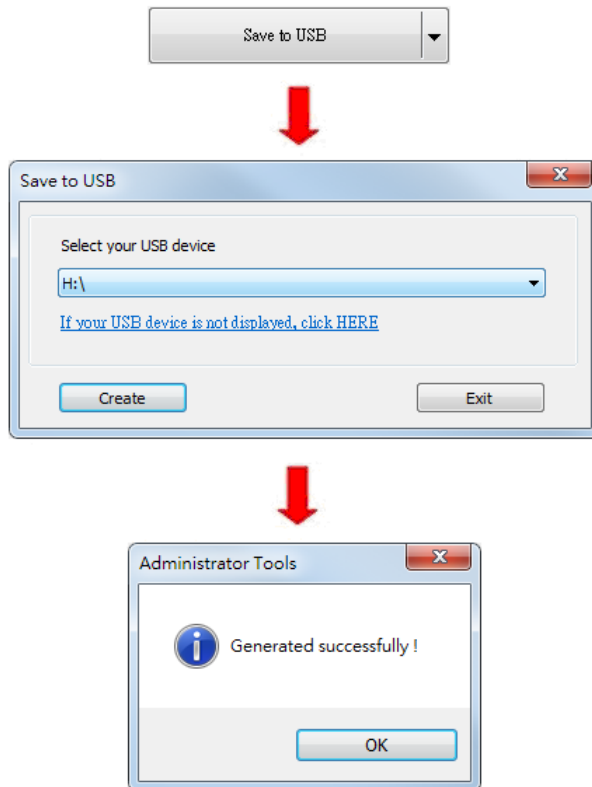 Save to USB
Save to USB
Select your USB device
H:\
If your USB device is not displayed, click HERE
Create
Exit
Administrator Tools
Generated successfully !
OK